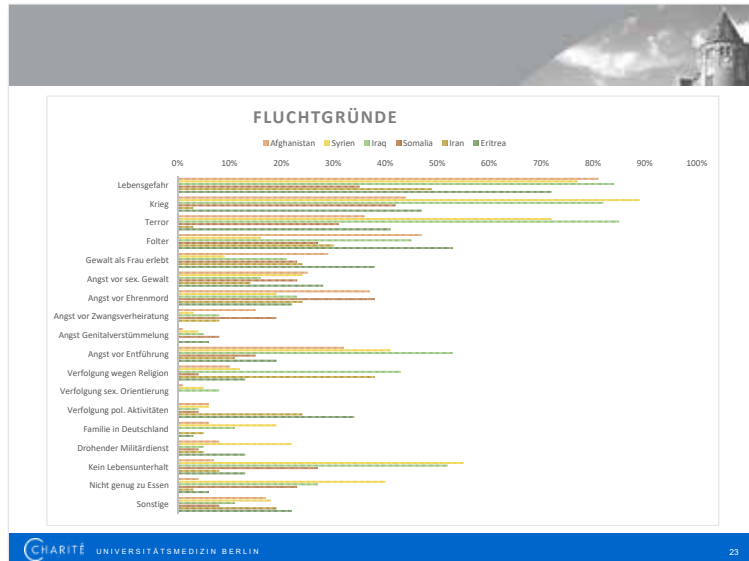 FLUCHTGRÜNDE
Afghanistan Syrien Iraq Somalia Iran Eritrea
0% 10% 20% 30% 40% 50% 60% 70% 80% 90% 100%
Lebensgefahr
Krieg
Terror
Folter
Gewalt als Frau erlebt
Angst vor sex. Gewalt
Angst vor Ehrenmord
Angst vor Zwangsverheiratung
Angst Genitalverstümmelung
Angst vor Entführung
Verfolgung wegen Religion
Verfolgung sex. Orientierung
Verfolgung pol. Aktivitäten
Familie in Deutschland
Drohender Militärdienst
Kein Lebensunterhalt
Nicht genug zu Essen
Sonstige
CHARITÉ UNIVERSITÄTSMEDIZIN BERLIN 23